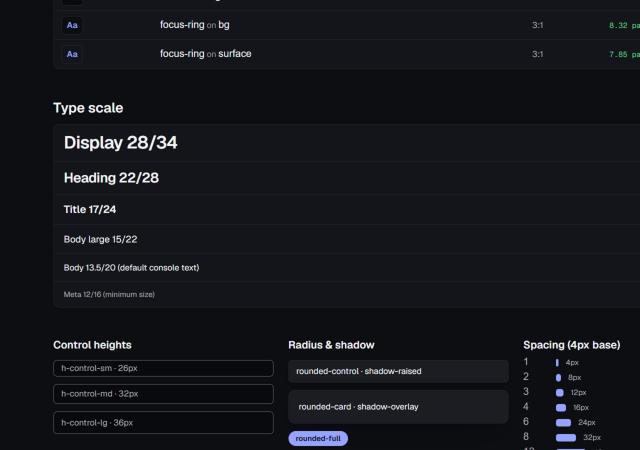 Aa focus-ring on bg 3:1 8.32
Aa focus-ring on surface 3:1 7.85
Type scale
Display 28/34
Heading 22/28
Title 17/24
Body large 15/22
Body 13.5/20 (default console text)
Meta 12/16 (minimum size)
Control heights
h-control-sm · 26px
h-control-md · 32px
h-control-lg · 36px
Radius & shadow
rounded-control · shadow-raised
rounded-card · shadow-overlay
rounded-full
Spacing (4px base)
1 4px
2 8px
3 12px
4 16px
6 24px
8 32px